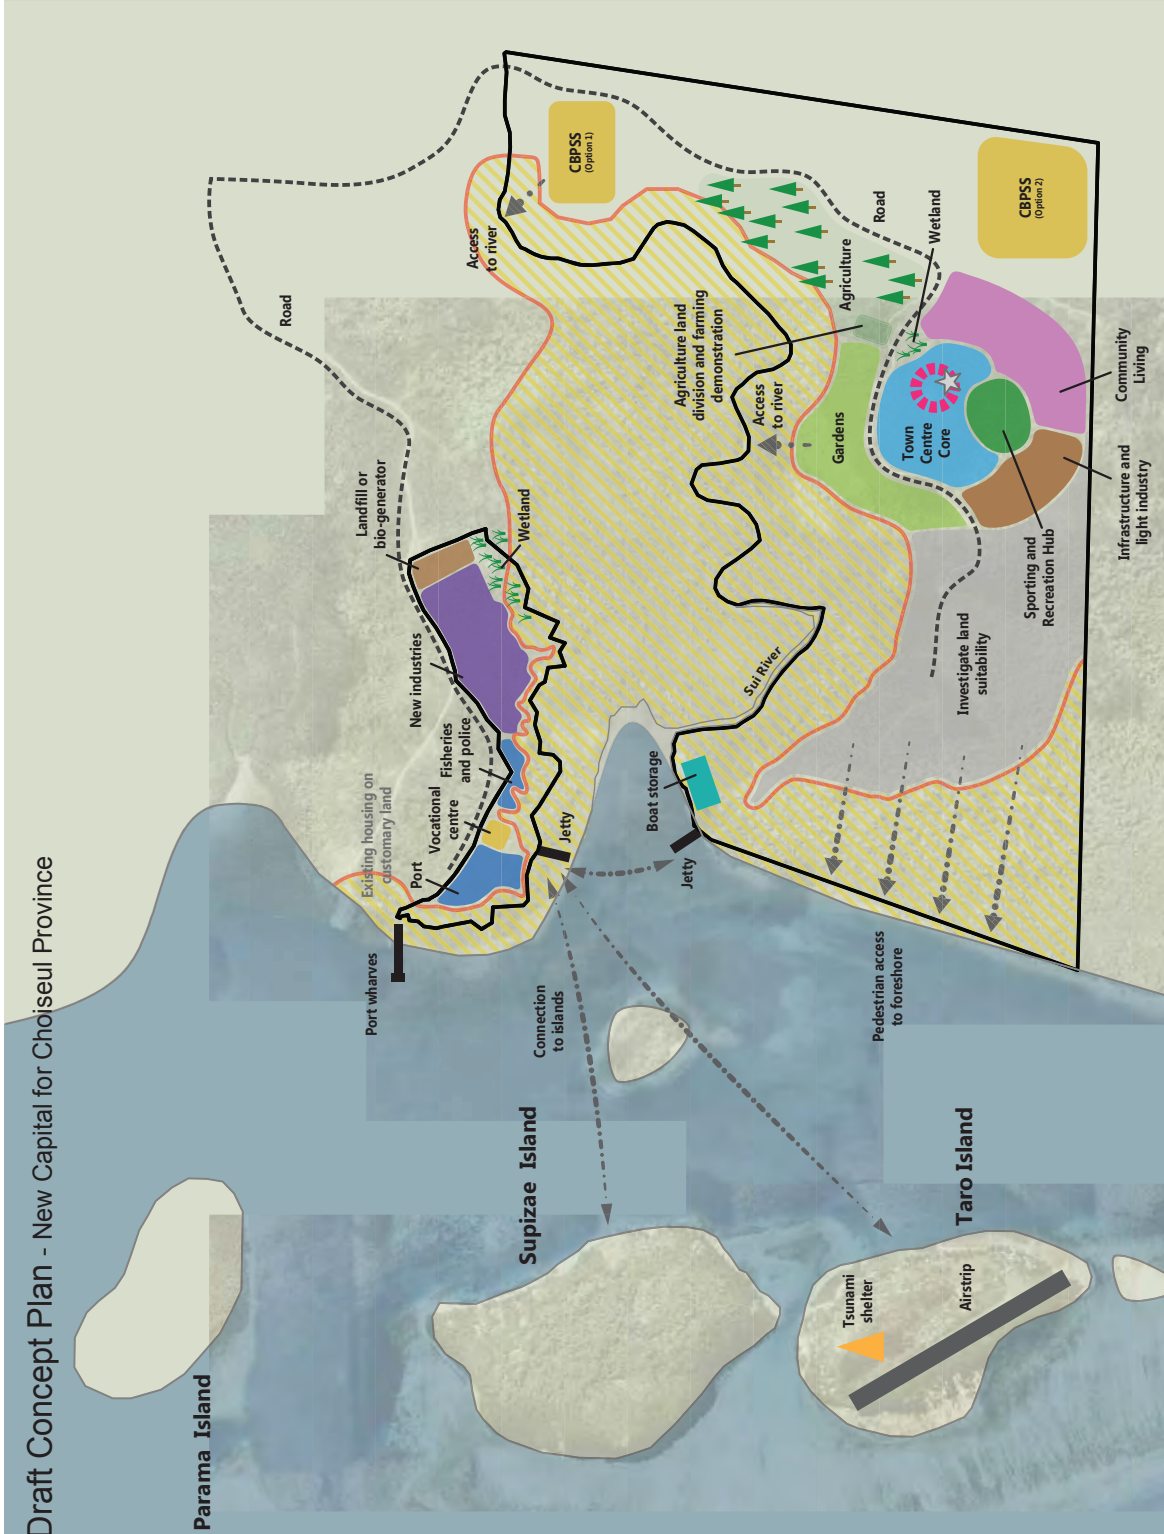 Draft Concept Plan - New Capital for Choiseul Province
Parama Island
Road
Existing housing on
customary land
Port wharves
Port
Vocational
centre
Fisheries
and police
New industries
Landfill or
bio-generator
Access
to river
CBPSS
(Option 1)
Supizae Island
Connection
to islands
Jetty
Wetland
Boat storage
Jetty
Sui River
Agriculture land
division and farming
demonstration
Access
to river
Tsunami
shelter
Pedestrian access
to foreshore
Gardens
Agriculture
Road
Airstrip
Taro Island
Investigate land
suitability
Town
Centre
Core
Wetland
CBPSS
(Option 2)
Sporting and
Recreation Hub
Infrastructure and
light industry
Community
Living